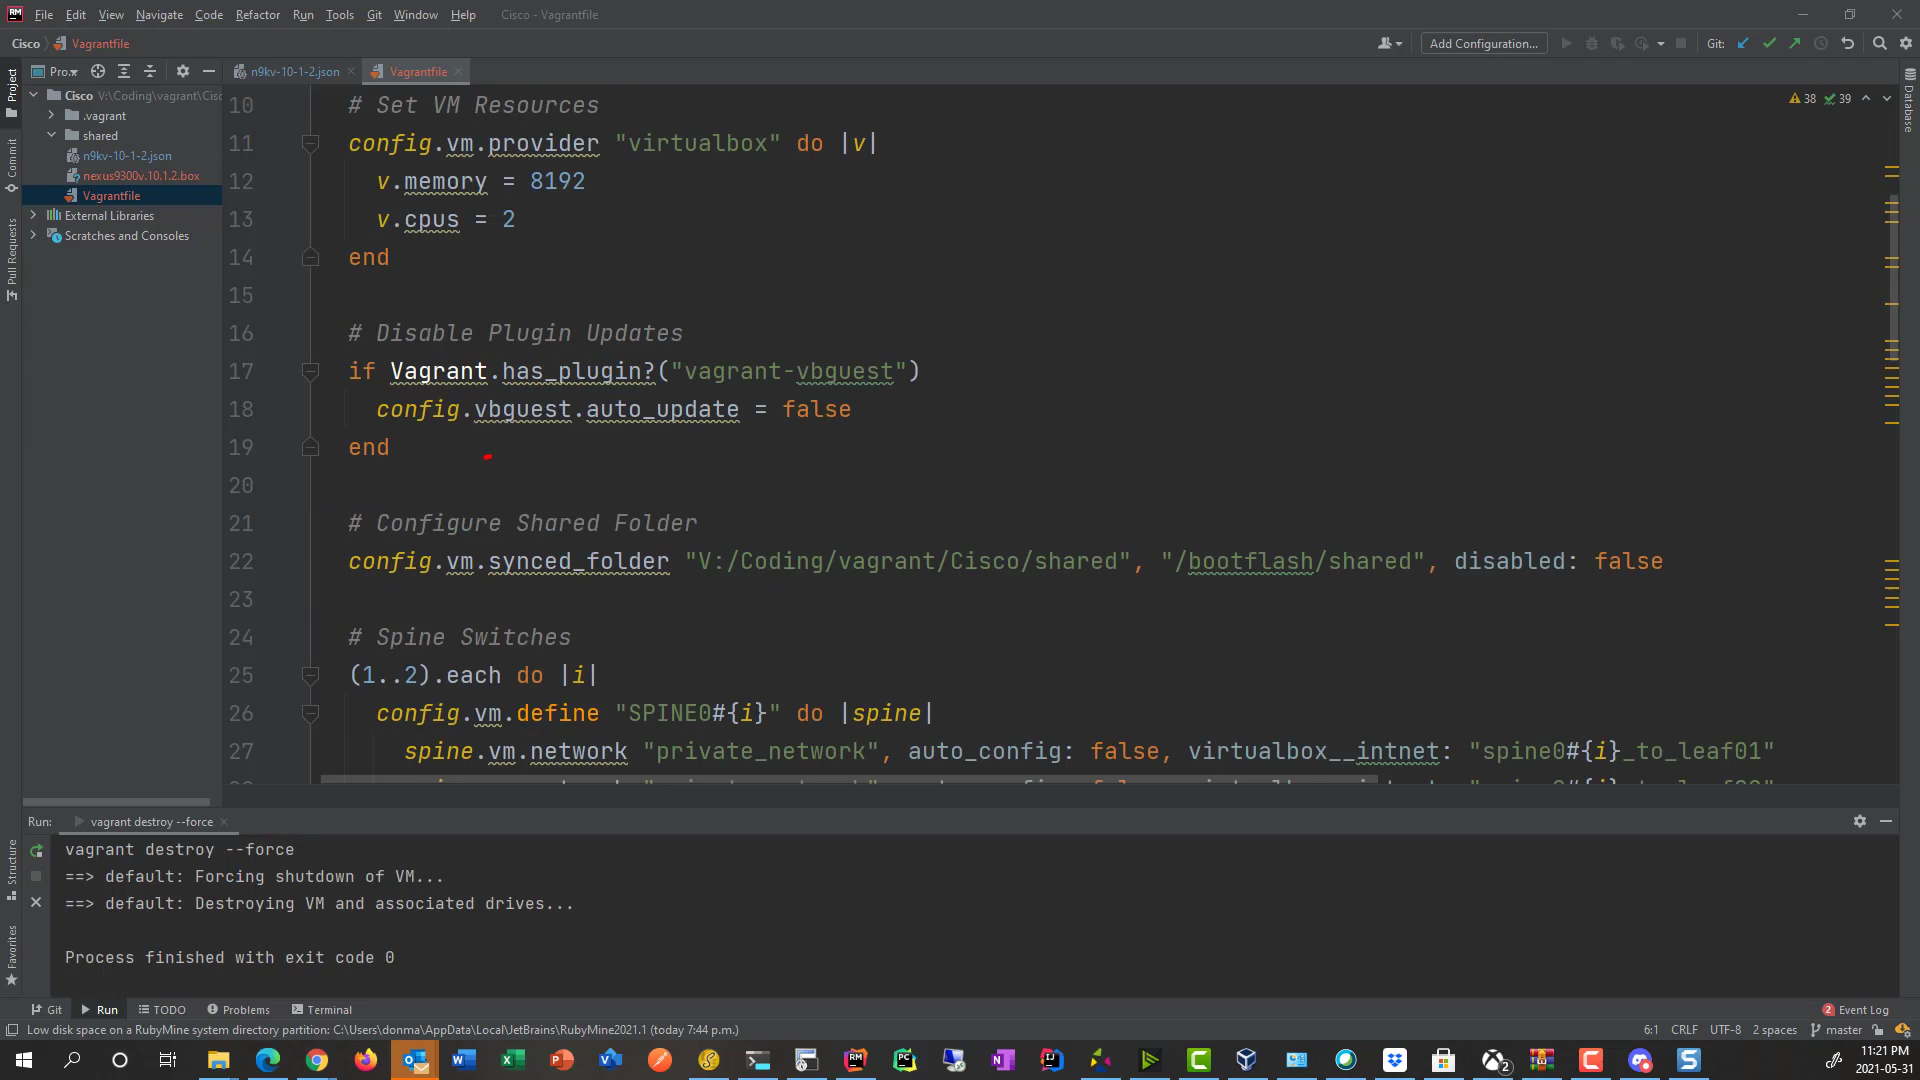 File Edit View Navigate Code Refactor Run Tools Git Window Help Cisco - Vagrantfile
Cisco Vagrantfile Add Configuration... Git:
Pro... n9kv-10-1-2.json Vagrantfile
Project
Commit
Pull Requests
Structure
Favorites
Database
Cisco V:\Coding\vagrant\Cisc
.vagrant
shared
n9kv-10-1-2.json
nexus9300v.10.1.2.box
Vagrantfile
External Libraries
Scratches and Consoles
38 39
10 # Set VM Resources
11 config.vm.provider "virtualbox" do |v|
12 v.memory = 8192
13 v.cpus = 2
14 end
15
16 # Disable Plugin Updates
17 if Vagrant.has_plugin?("vagrant-vbguest")
18 config.vbguest.auto_update = false
19 end
20
21 # Configure Shared Folder
22 config.vm.synced_folder "V:/Coding/vagrant/Cisco/shared", "/bootflash/shared", disabled: false
23
24 # Spine Switches
25 (1..2).each do |i|
26 config.vm.define "SPINE0#{i}" do |spine|
27 spine.vm.network "private_network", auto_config: false, virtualbox__intnet: "spine0#{i}_to_leaf01"
Run: vagrant destroy --force
vagrant destroy --force
==> default: Forcing shutdown of VM...
==> default: Destroying VM and associated drives...
Process finished with exit code 0
Git Run TODO Problems Terminal 2 Event Log
Low disk space on a RubyMine system directory partition: C:\Users\donma\AppData\Local\JetBrains\RubyMine2021.1 (today 7:44 p.m.) 6:1 CRLF UTF-8 2 spaces master
11:21 PM
2021-05-31